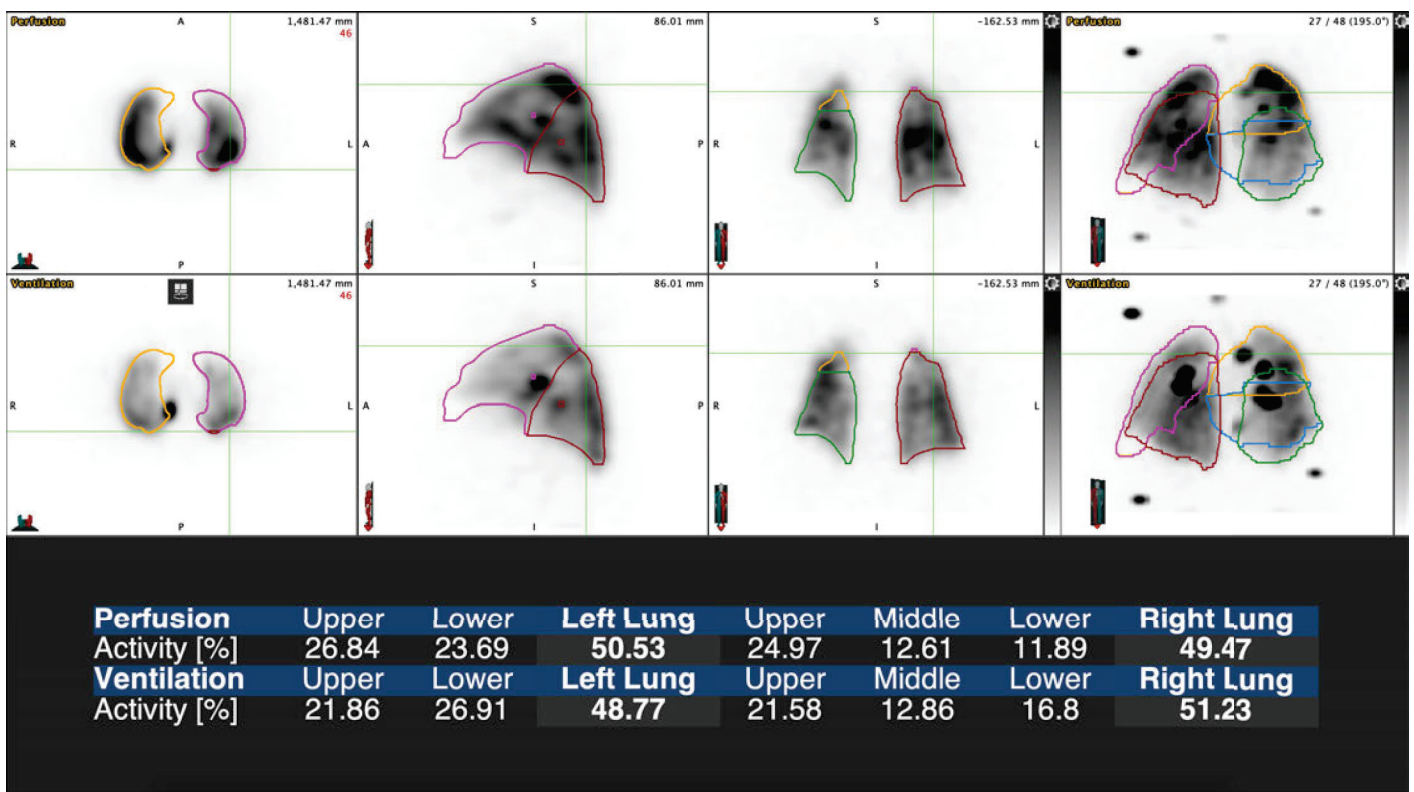 Perfusion A 1,481.47 mm
46
R L
P
S 86.01 mm
A P
I
S -162.53 mm
R L
I
Perfusion 27 / 48 (195.0°)
Ventilation 1,481.47 mm
46
R L
P
S 86.01 mm
A P
I
S -162.53 mm
R L
I
Ventilation 27 / 48 (195.0°)
Perfusion Upper Lower Left Lung Upper Middle Lower Right Lung
Activity [%] 26.84 23.69 50.53 24.97 12.61 11.89 49.47
Ventilation Upper Lower Left Lung Upper Middle Lower Right Lung
Activity [%] 21.86 26.91 48.77 21.58 12.86 16.8 51.23